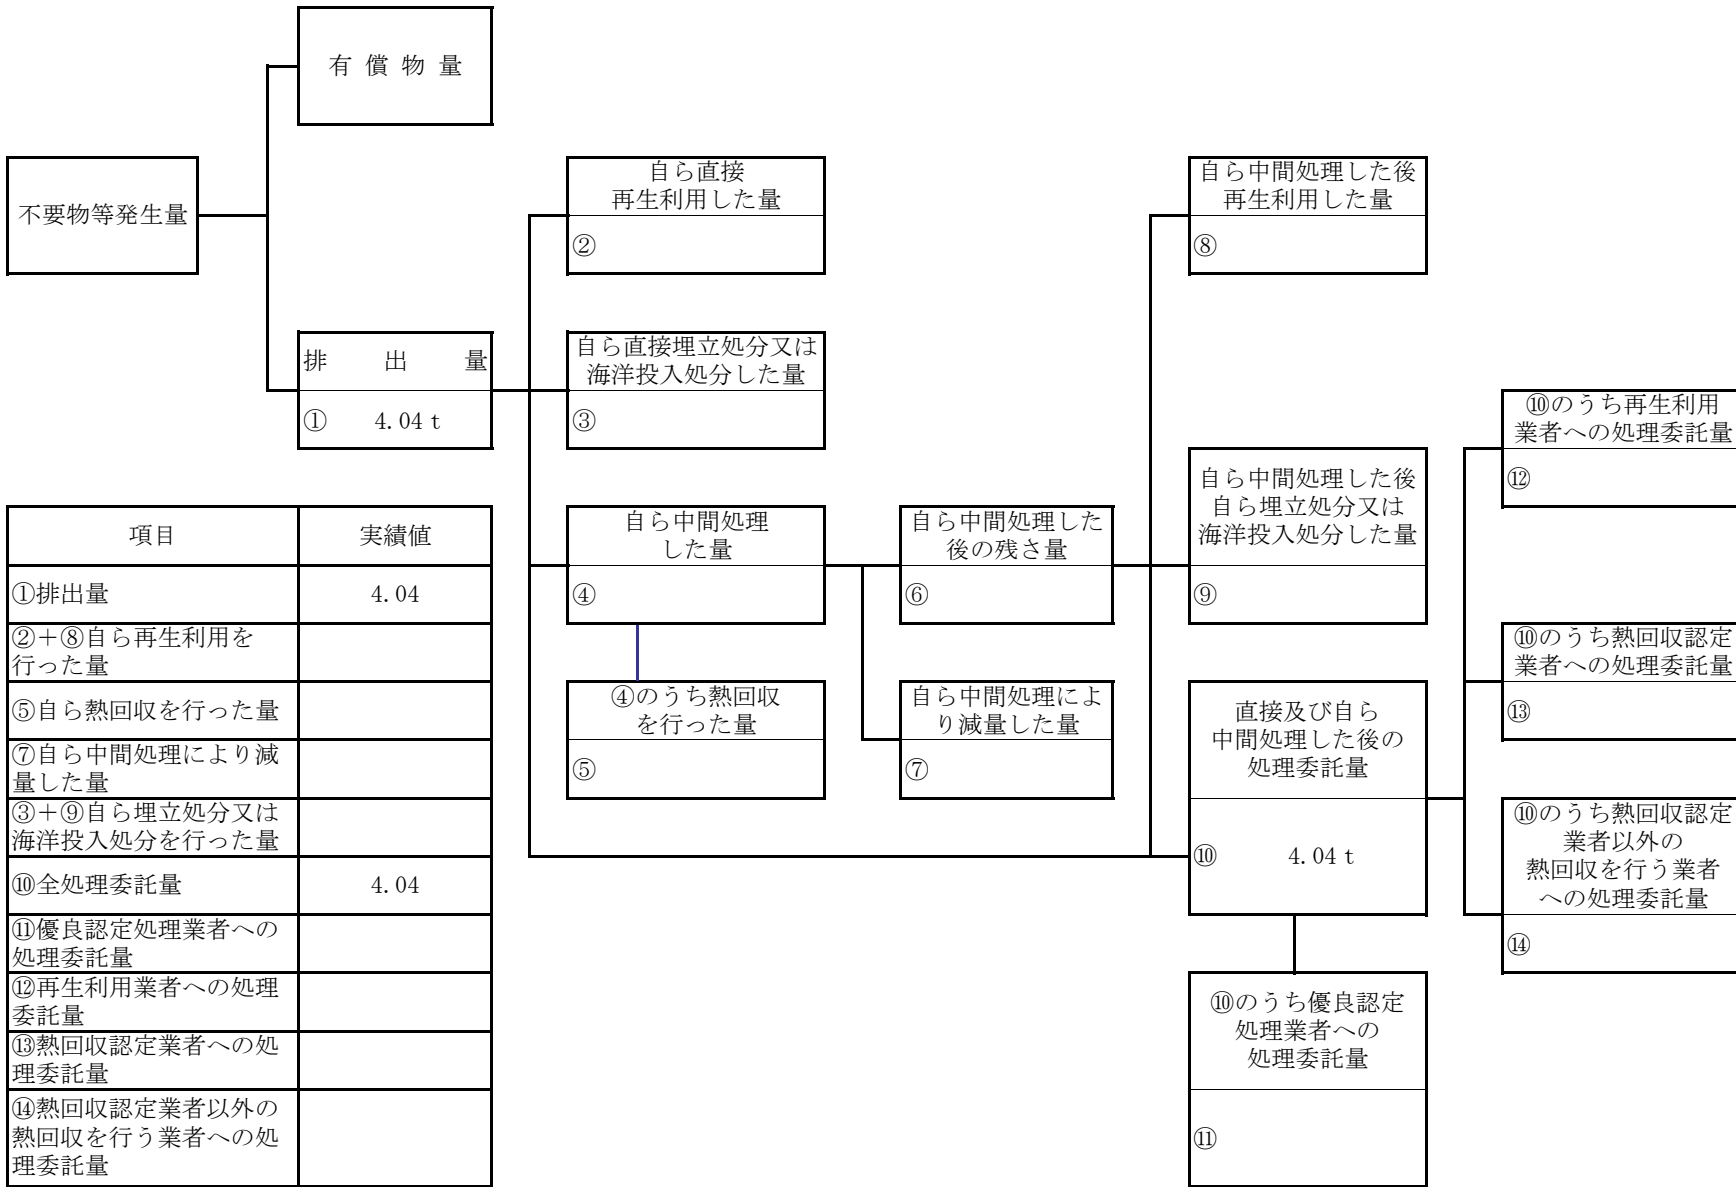 有償物量
不要物等発生量
自ら直接
再生利用した量
②
自ら中間処理した後
再生利用した量
⑧
排出量
① 4.04 t
自ら直接埋立処分又は
海洋投入処分した量
③
⑩のうち再生利用
業者への処理委託量
⑫
自ら中間処理した後
自ら埋立処分又は
海洋投入処分した量
⑨
自ら中間処理
した量
④
自ら中間処理した
後の残さ量
⑥
⑩のうち熱回収認定
業者への処理委託量
⑬
④のうち熱回収
を行った量
⑤
自ら中間処理によ
り減量した量
⑦
直接及び自ら
中間処理した後の
処理委託量
⑩ 4.04 t
⑩のうち熱回収認定
業者以外の
熱回収を行う業者
への処理委託量
⑭
⑩のうち優良認定
処理業者への
処理委託量
⑪
項目 実績値
①排出量 4.04
②＋⑧自ら再生利用を
行った量
⑤自ら熱回収を行った量
⑦自ら中間処理により減
量した量
③＋⑨自ら埋立処分又は
海洋投入処分を行った量
⑩全処理委託量 4.04
⑪優良認定処理業者への
処理委託量
⑫再生利用業者への処理
委託量
⑬熱回収認定業者への処
理委託量
⑭熱回収認定業者以外の
熱回収を行う業者への処
理委託量